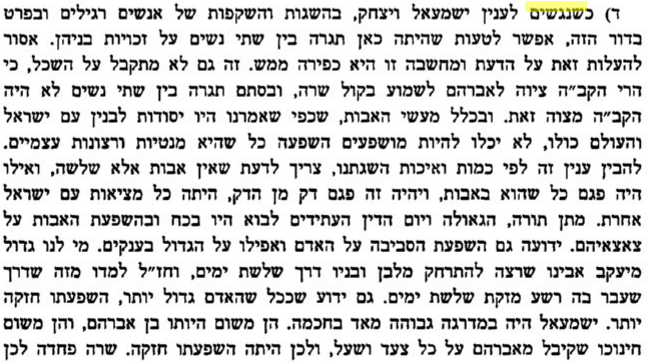 ד) כשנגשים לענין ישמעאל ויצחק, בהשגות והשקפות של אנשים רגילים ובפרט
בדור הזה, אפשר לטעות שהיתה כאן תגרה בין שתי נשים על זכויות בניהן. אסור
להעלות זאת על הדעת ומחשבה זו היא כפירה ממש. זה גם לא מתקבל על השכל, כי
הרי הקב"ה ציוה לאברהם לשמוע בקול שרה, ובסתם תגרה בין שתי נשים לא היה
הקב"ה מצוה זאת. ובכלל מעשי האבות, שכפי שאמרנו היו יסודות לבנין עם ישראל
והעולם כולו, לא יכלו להיות מושפעים השפעה כל שהיא מנטיות ורצונות עצמיים.
להבין ענין זה לפי כמות ואיכות השגתנו, צריך לדעת שאין אבות אלא שלשה, ואילו
היה פגם כל שהוא באבות, ויהיה זה פגם דק מן הדק, היתה כל מציאות עם ישראל
אחרת. מתן תורה, הגאולה ויום הדין העתידים לבוא היו בכח ובהשפעת האבות על
צאצאיהם. ידועה גם השפעת הסביבה על האדם ואפילו על הגדול בענקים. מי לנו גדול
מיעקב אבינו שרצה להתרחק מלבן ובניו דרך שלשת ימים, וחז"ל למדו מזה שדרך
שעבר בה רשע מזקת שלשת ימים. גם ידוע שככל שהאדם גדול יותר, השפעתו חזקה
יותר. ישמעאל היה במדרגה גבוהה מאד בחכמה. הן משום היותו בן אברהם, והן משום
חינוכו שקיבל מאברהם על כל צעד ושעל, ולכן היתה השפעתו חזקה. שרה פחדה לכן